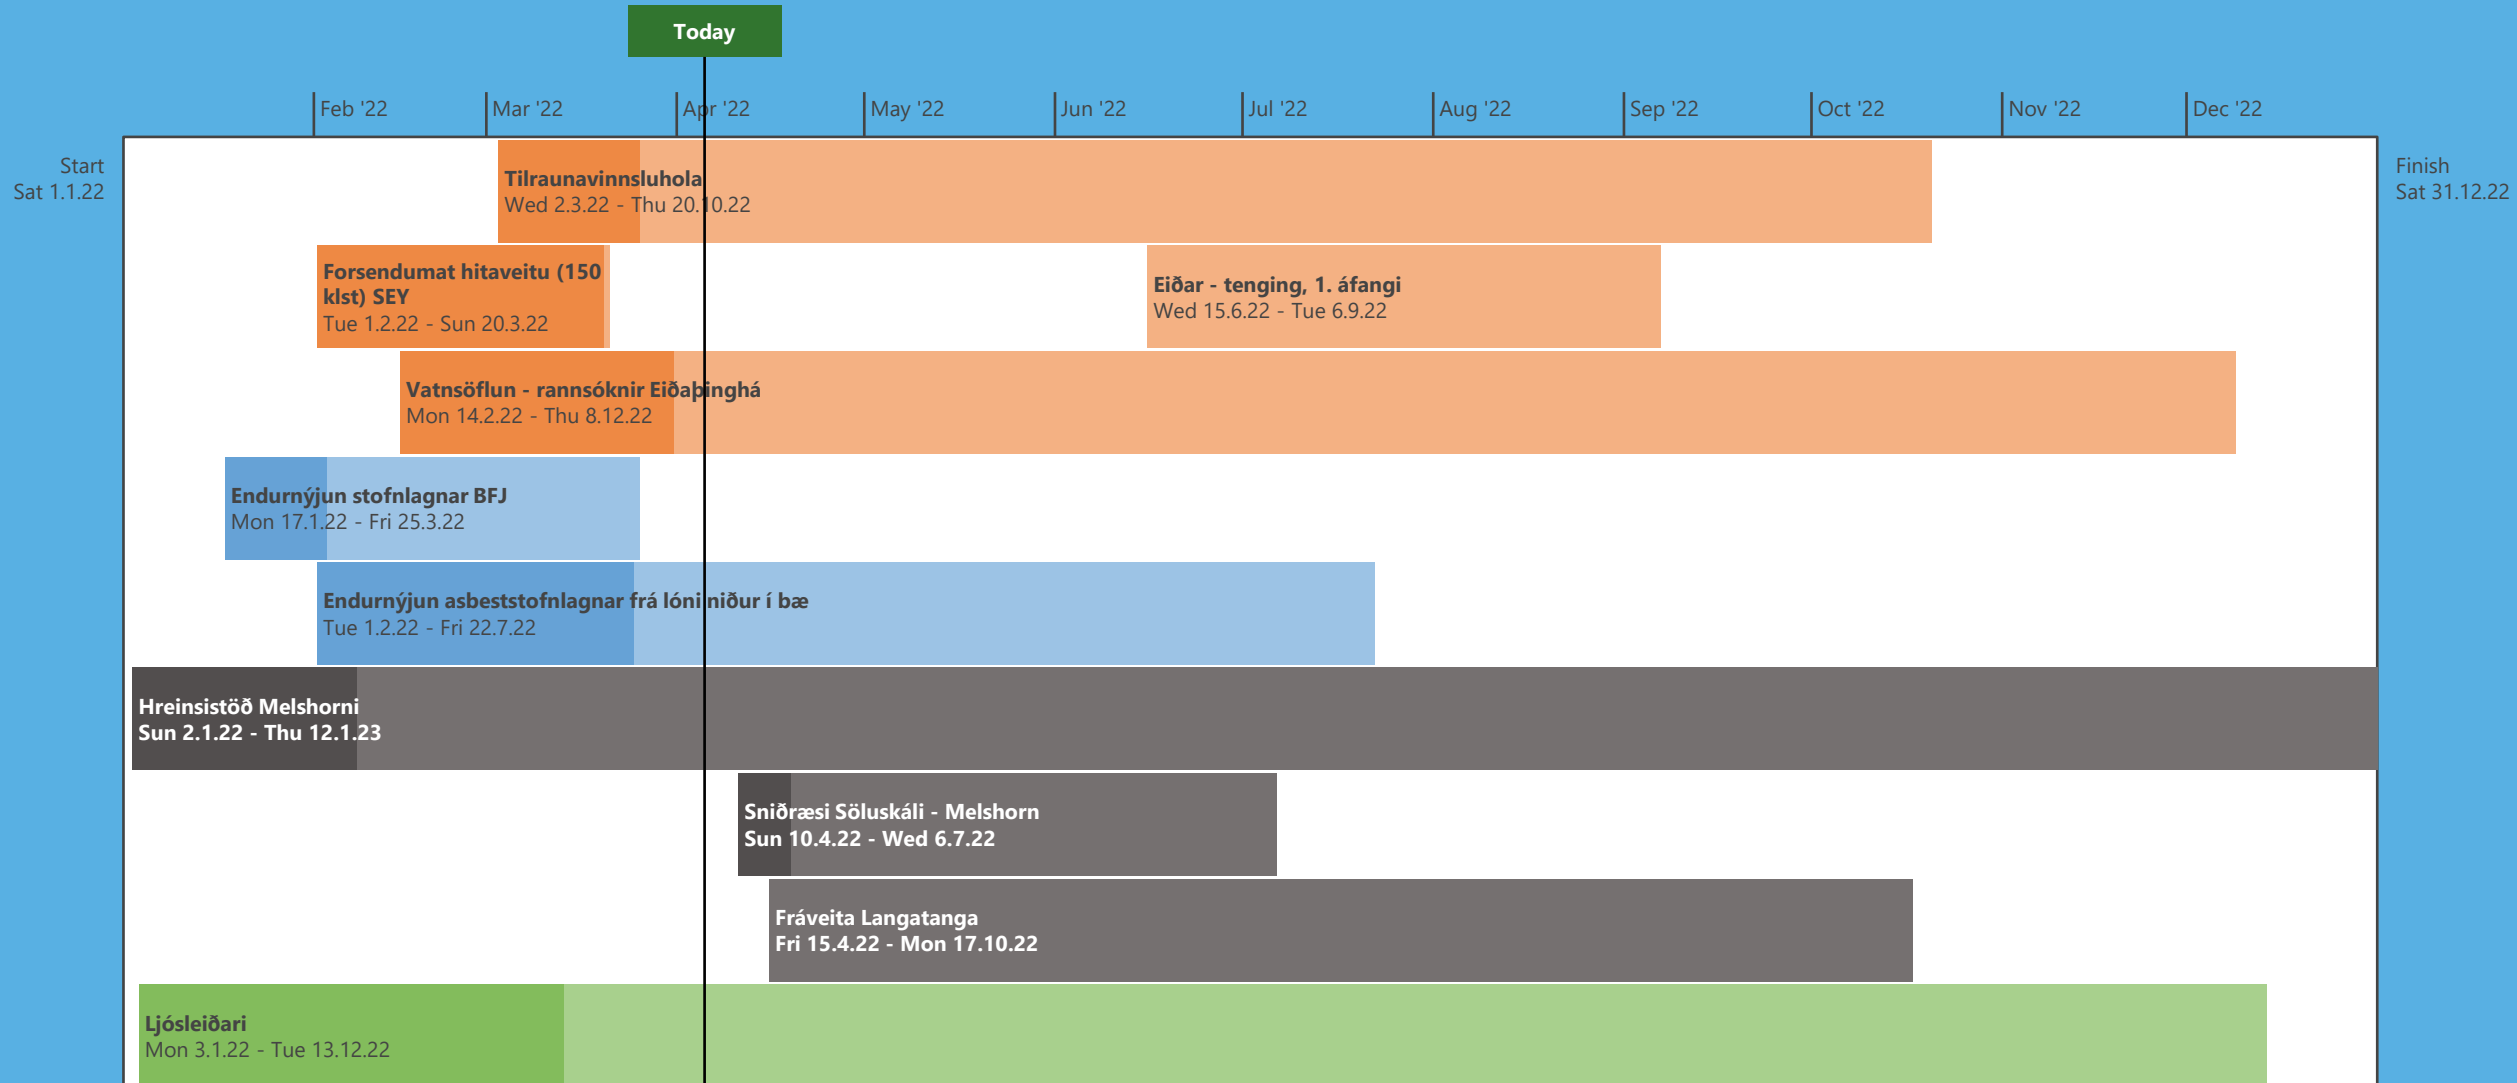 Today
Feb '22
Mar '22
Apr '22
May '22
Jun '22
Jul '22
Aug '22
Sep '22
Oct '22
Nov '22
Dec '22
Start
Sat 1.1.22
Finish
Sat 31.12.22
Tilraunavinnsluhola
Wed 2.3.22 - Thu 20.10.22
Forsendumat hitaveitu (150
klst) SEY
Tue 1.2.22 - Sun 20.3.22
Eiðar - tenging, 1. áfangi
Wed 15.6.22 - Tue 6.9.22
Vatnsöflun - rannsóknir Eiðaþinghá
Mon 14.2.22 - Thu 8.12.22
Endurnýjun stofnlagnar BFJ
Mon 17.1.22 - Fri 25.3.22
Endurnýjun asbeststofnlagnar frá lóni niður í bæ
Tue 1.2.22 - Fri 22.7.22
Hreinsistöð Melshorni
Sun 2.1.22 - Thu 12.1.23
Sniðræsi Söluskáli - Melshorn
Sun 10.4.22 - Wed 6.7.22
Fráveita Langatanga
Fri 15.4.22 - Mon 17.10.22
Ljósleiðari
Mon 3.1.22 - Tue 13.12.22